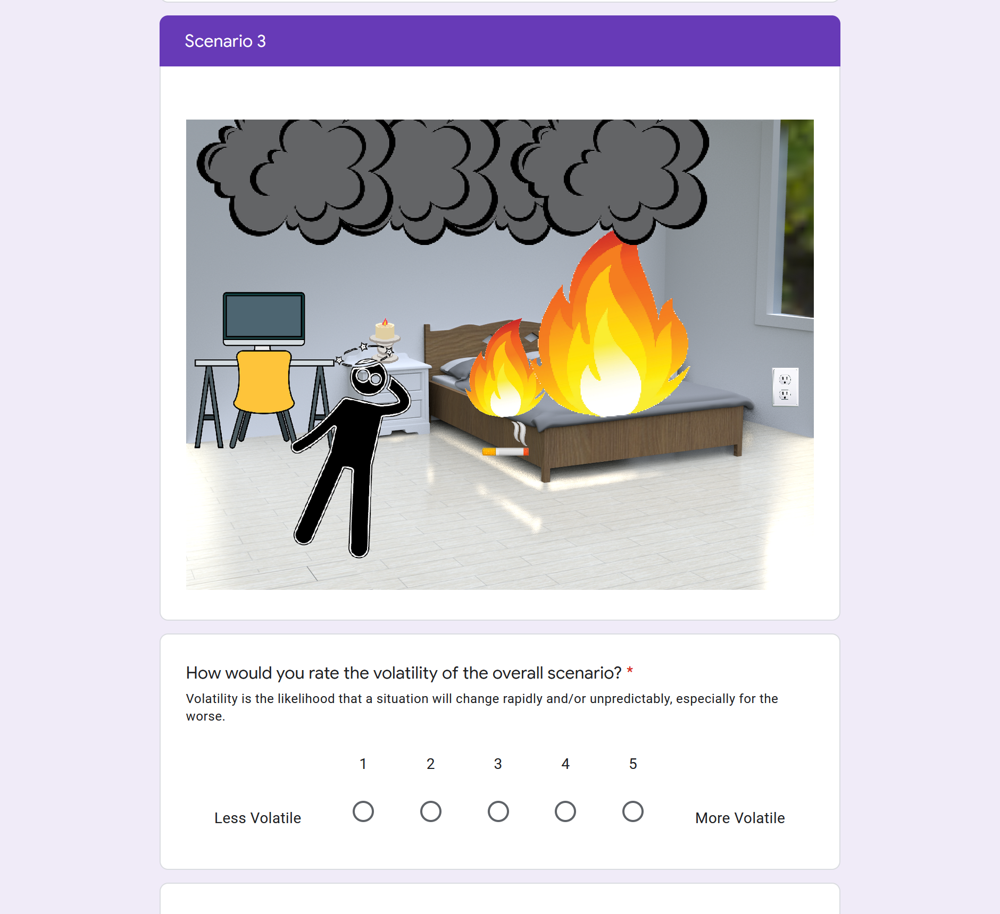 Scenario 3
How would you rate the volatility of the overall scenario? *
Volatility is the likelihood that a situation will change rapidly and/or unpredictably, especially for the
worse.
1 2 3 4 5
Less Volatile More Volatile